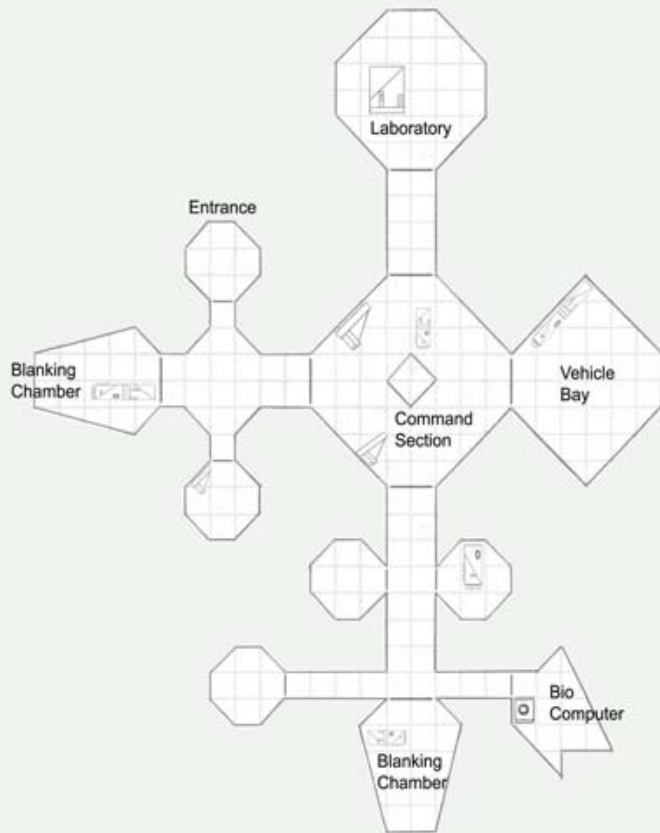 Laboratory
Entrance
Blanking
Chamber
Vehicle
Bay
Command
Section
Bio
Computer
Blanking
Chamber